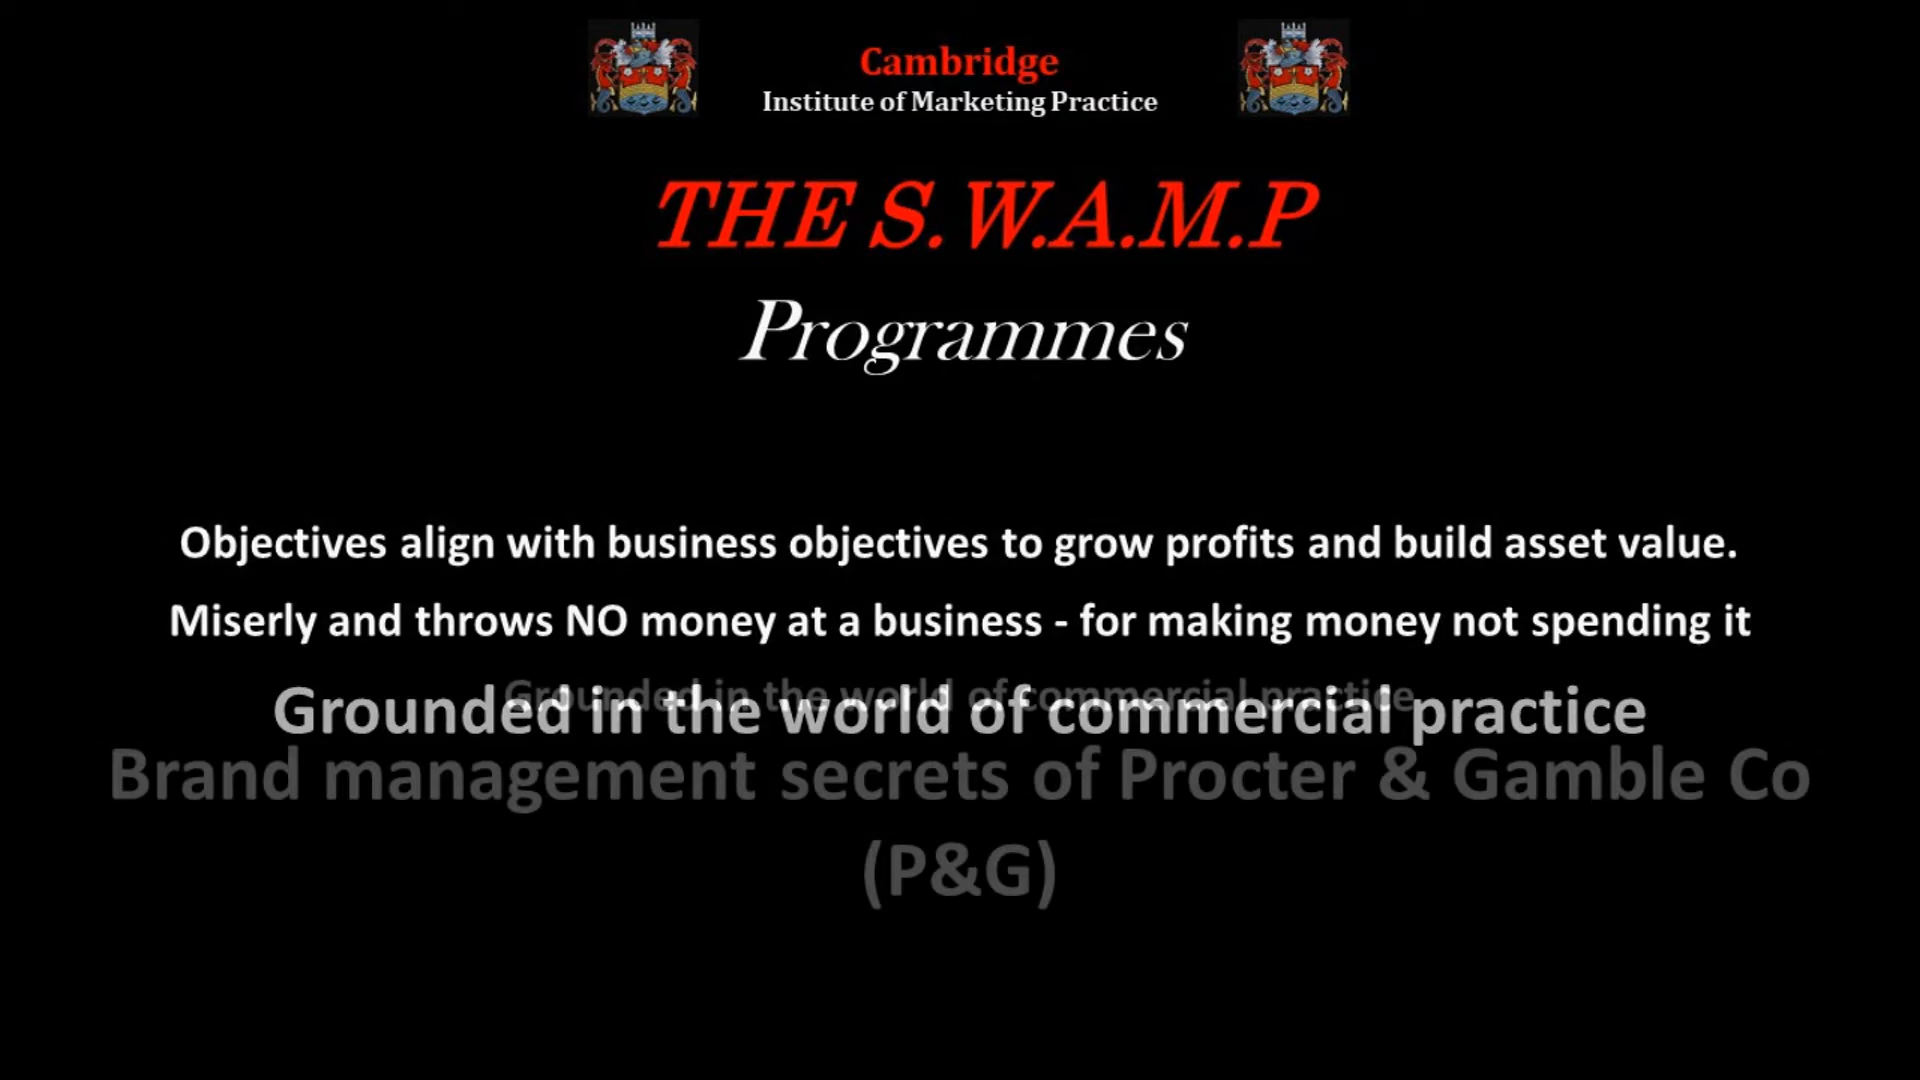 Cambridge
Institute of Marketing Practice
THE S.W.A.M.P
Programmes
Objectives align with business objectives to grow profits and build asset value.
Miserly and throws NO money at a business - for making money not spending it
Grounded in the world of commercial practice
Grounded in the world of commercial practice
Brand management secrets of Procter & Gamble Co
(P&G)